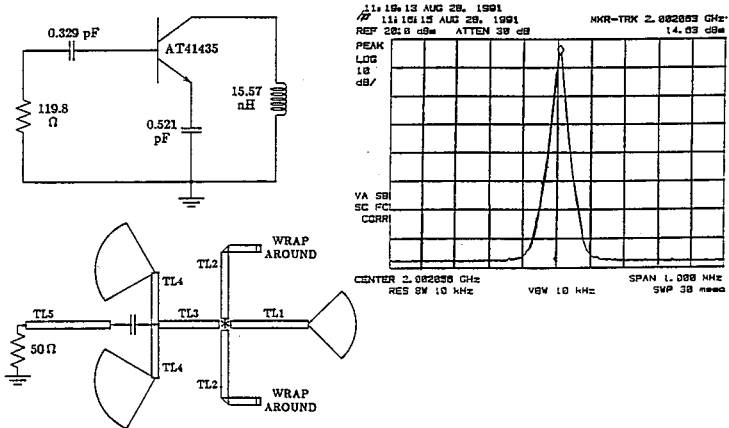 0.329 pF
AT41435
119.8
Ω
0.521
pF
15.57
nH
11:19:13 AUG 28, 1991
11:16:15 AUG 28, 1991
MKR-TRK 2.002053 GHz
REF 20.0 dBm ATTEN 30 dB
14.63 dBm
PEAK
LOG
10
dB/
VA SB
SC FC
CORR
CENTER 2.002056 GHz
SPAN 1.000 MHz
RES BW 10 kHz
VBW 10 kHz
SWP 30 msec
TL5
50 Ω
TL4
TL4
TL3
TL2
TL2
TL1
WRAP
AROUND
WRAP
AROUND